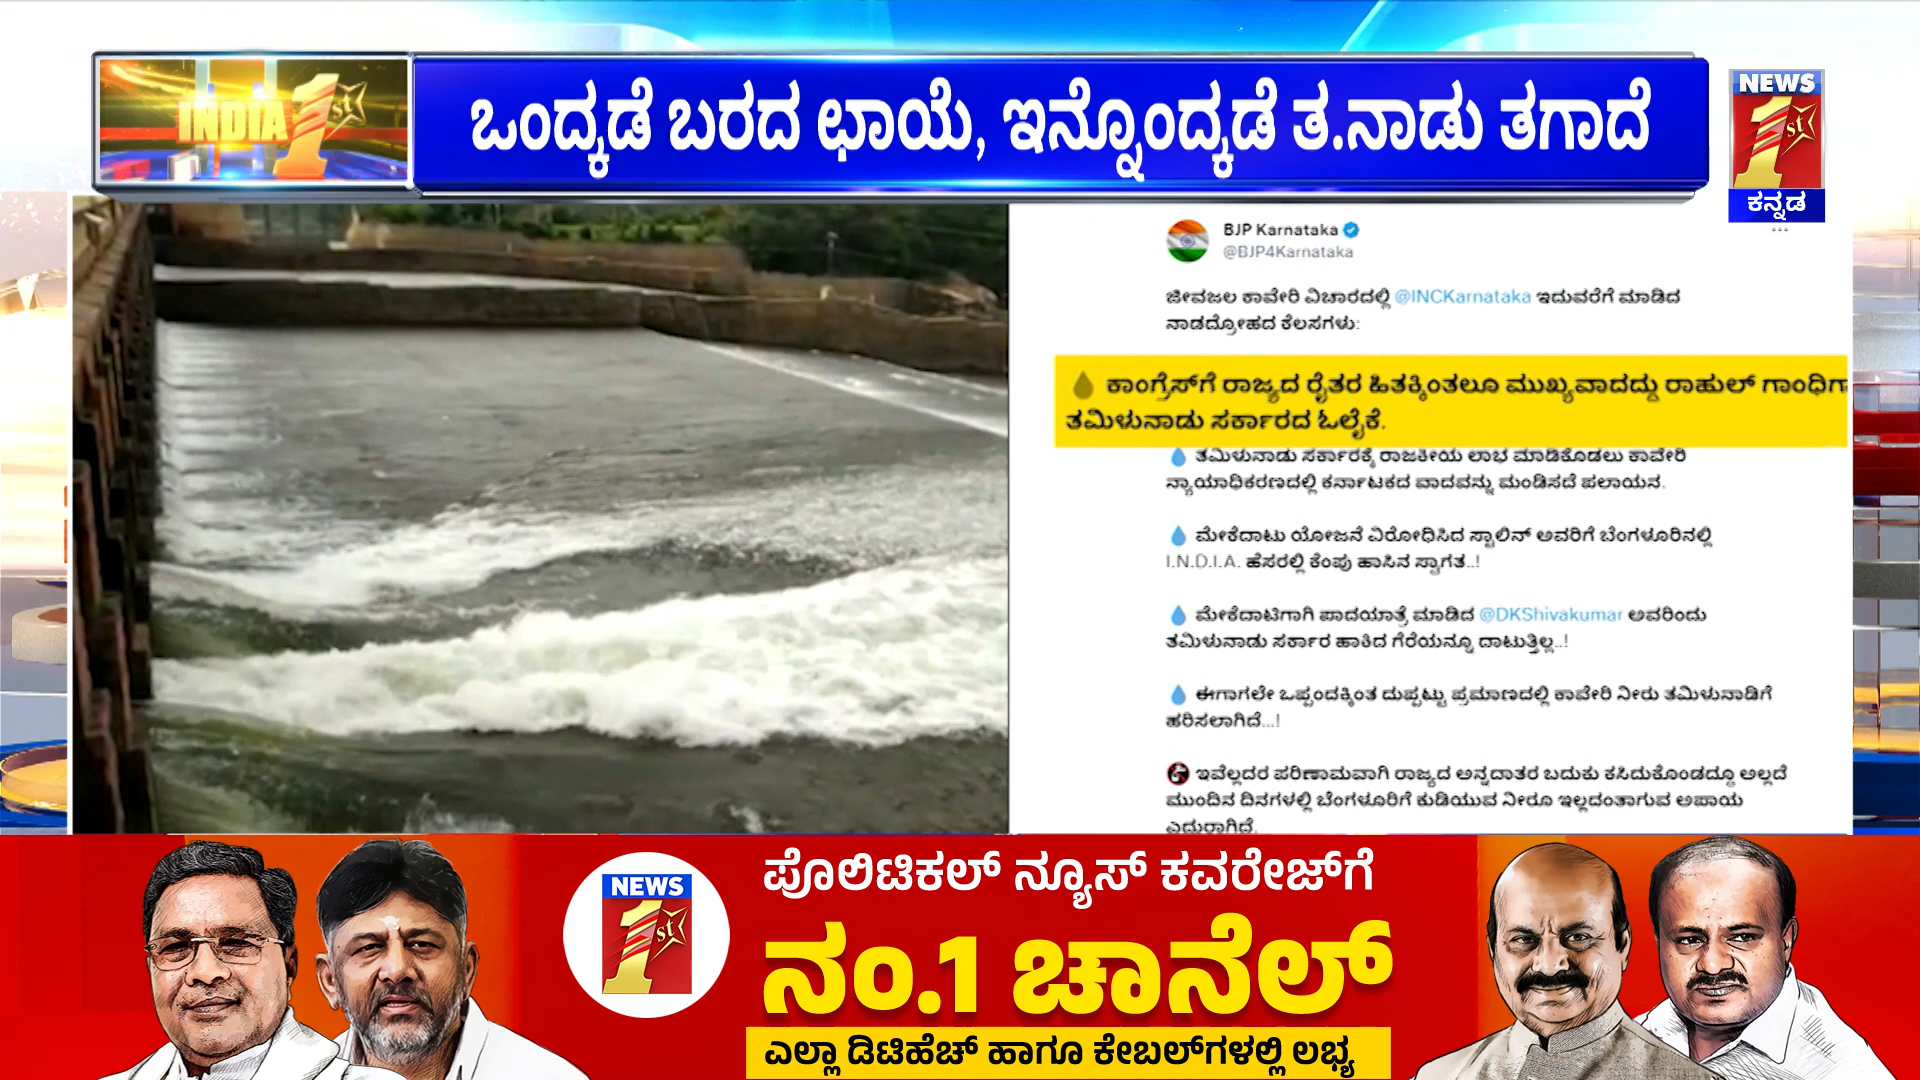 INDIA 1st
ಒಂದ್ಕಡೆ ಬರದ ಛಾಯೆ, ಇನ್ನೊಂದ್ಕಡೆ ತ.ನಾಡು ತಗಾದೆ
NEWS
1st
ಕನ್ನಡ
BJP Karnataka
@BJP4Karnataka
ಜೀವಜಲ ಕಾವೇರಿ ವಿಚಾರದಲ್ಲಿ @INCKarnataka ಇದುವರೆಗೆ ಮಾಡಿದ
ನಾಡದ್ರೋಹದ ಕೆಲಸಗಳು:
ಕಾಂಗ್ರೆಸ್‌ಗೆ ರಾಜ್ಯದ ರೈತರ ಹಿತಕ್ಕಿಂತಲೂ ಮುಖ್ಯವಾದದ್ದು ರಾಹುಲ್ ಗಾಂಧಿಗಾ
ತಮಿಳುನಾಡು ಸರ್ಕಾರದ ಓಲೈಕೆ.
ತಮಿಳುನಾಡು ಸರ್ಕಾರಕ್ಕೆ ರಾಜಕೀಯ ಲಾಭ ಮಾಡಿಕೊಡಲು ಕಾವೇರಿ
ನ್ಯಾಯಾಧಿಕರಣದಲ್ಲಿ ಕರ್ನಾಟಕದ ವಾದವನ್ನು ಮಂಡಿಸದೆ ಪಲಾಯನ.
ಮೇಕೆದಾಟು ಯೋಜನೆ ವಿರೋಧಿಸಿದ ಸ್ಟಾಲಿನ್ ಅವರಿಗೆ ಬೆಂಗಳೂರಿನಲ್ಲಿ
I.N.D.I.A. ಹೆಸರಲ್ಲಿ ಕೆಂಪು ಹಾಸಿನ ಸ್ವಾಗತ..!
ಮೇಕೆದಾಟಿಗಾಗಿ ಪಾದಯಾತ್ರೆ ಮಾಡಿದ @DKShivakumar ಅವರಿಂದು
ತಮಿಳುನಾಡು ಸರ್ಕಾರ ಹಾಕಿದ ಗೆರೆಯನ್ನೂ ದಾಟುತ್ತಿಲ್ಲ..!
ಈಗಾಗಲೇ ಒಪ್ಪಂದಕ್ಕಿಂತ ದುಪ್ಪಟ್ಟು ಪ್ರಮಾಣದಲ್ಲಿ ಕಾವೇರಿ ನೀರು ತಮಿಳುನಾಡಿಗೆ
ಹರಿಸಲಾಗಿದೆ...!
ಇವೆಲ್ಲದರ ಪರಿಣಾಮವಾಗಿ ರಾಜ್ಯದ ಅನ್ನದಾತರ ಬದುಕು ಕಸಿದುಕೊಂಡದ್ದೂ ಅಲ್ಲದೆ
ಮುಂದಿನ ದಿನಗಳಲ್ಲಿ ಬೆಂಗಳೂರಿಗೆ ಕುಡಿಯುವ ನೀರೂ ಇಲ್ಲದಂತಾಗುವ ಅಪಾಯ
ಎದುರಾಗಿದೆ.
NEWS
1st
ಪೊಲಿಟಿಕಲ್ ನ್ಯೂಸ್ ಕವರೇಜ್‌ಗೆ
ನಂ.1 ಚಾನೆಲ್
ಎಲ್ಲಾ ಡಿಟಿಹೆಚ್ ಹಾಗೂ ಕೇಬಲ್‌ಗಳಲ್ಲಿ ಲಭ್ಯ